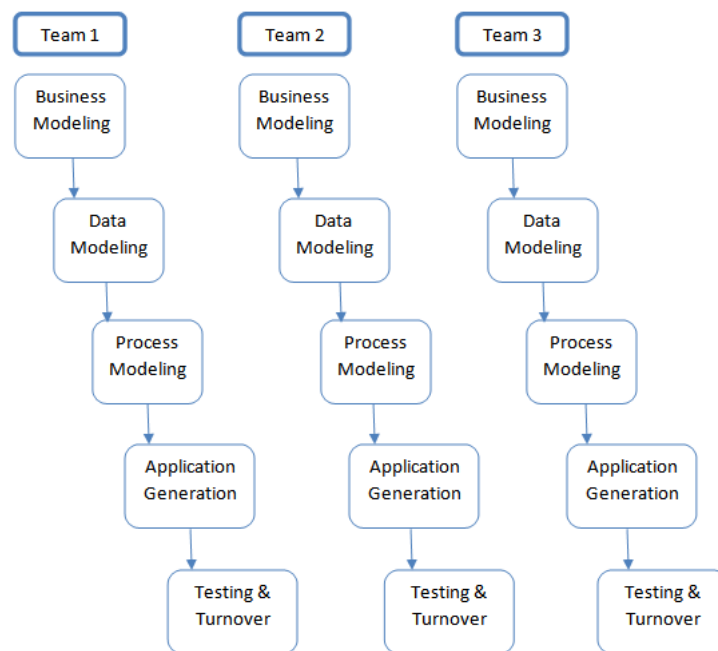 Team 1
Team 2
Team 3
Business
Modeling
Business
Modeling
Business
Modeling
Data
Modeling
Data
Modeling
Data
Modeling
Process
Modeling
Process
Modeling
Process
Modeling
Application
Generation
Application
Generation
Application
Generation
Testing &
Turnover
Testing &
Turnover
Testing &
Turnover